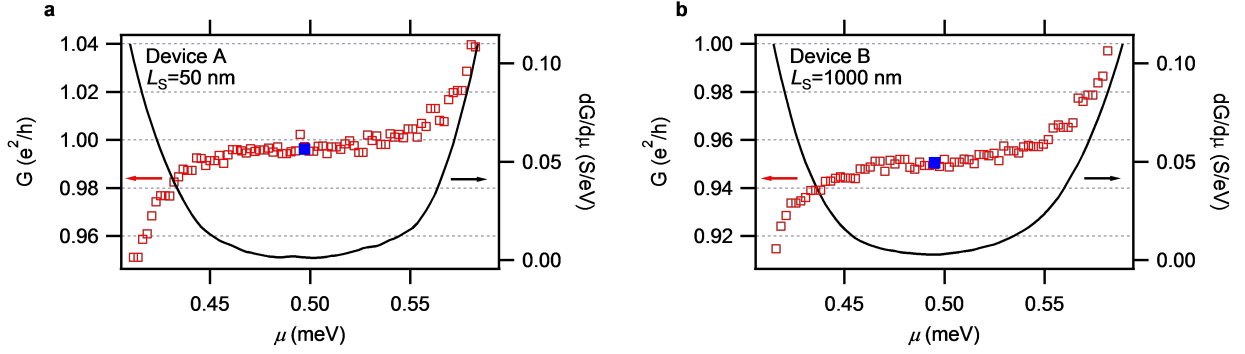 a
Device A
L_S=50 nm
1.04
1.02
1.00
0.98
0.96
G (e²/h)
0.10
0.05
0.00
dG/dμ (S/eV)
0.45 0.50 0.55
μ (meV)
b
Device B
L_S=1000 nm
1.00
0.98
0.96
0.94
0.92
G (e²/h)
0.10
0.05
0.00
dG/dμ (S/eV)
0.45 0.50 0.55
μ (meV)